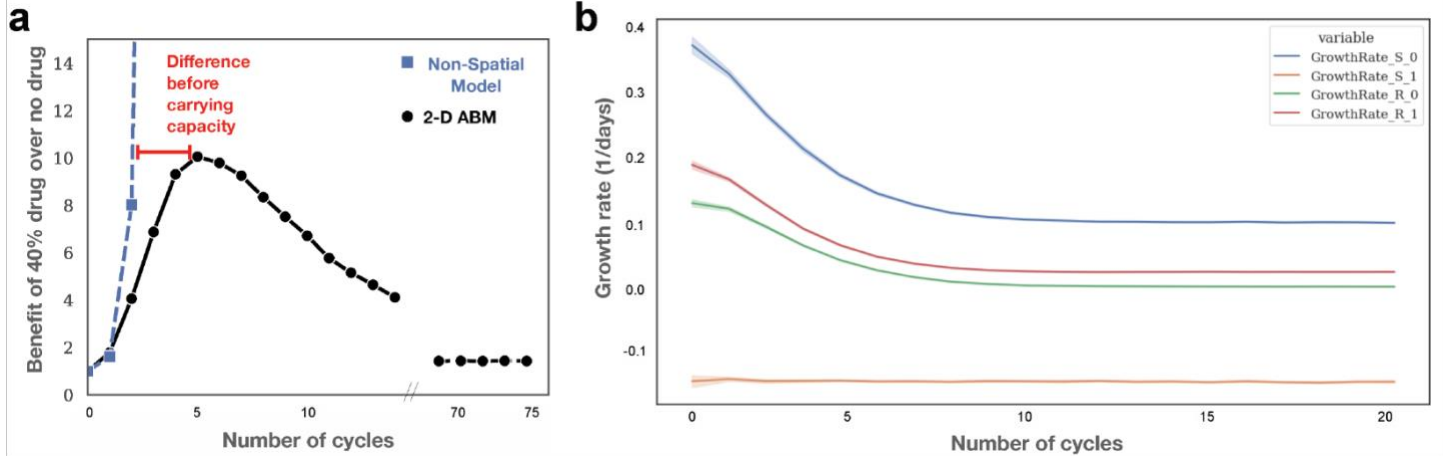 a
Benefit of 40% drug over no drug
14
12
10
8
6
4
2
0
Difference
before
carrying
capacity
Non-Spatial
Model
2-D ABM
0
5
10
70
75
Number of cycles
b
Growth rate (1/days)
0.4
0.3
0.2
0.1
0.0
-0.1
variable
GrowthRate_S_0
GrowthRate_S_1
GrowthRate_R_0
GrowthRate_R_1
0
5
10
15
20
Number of cycles